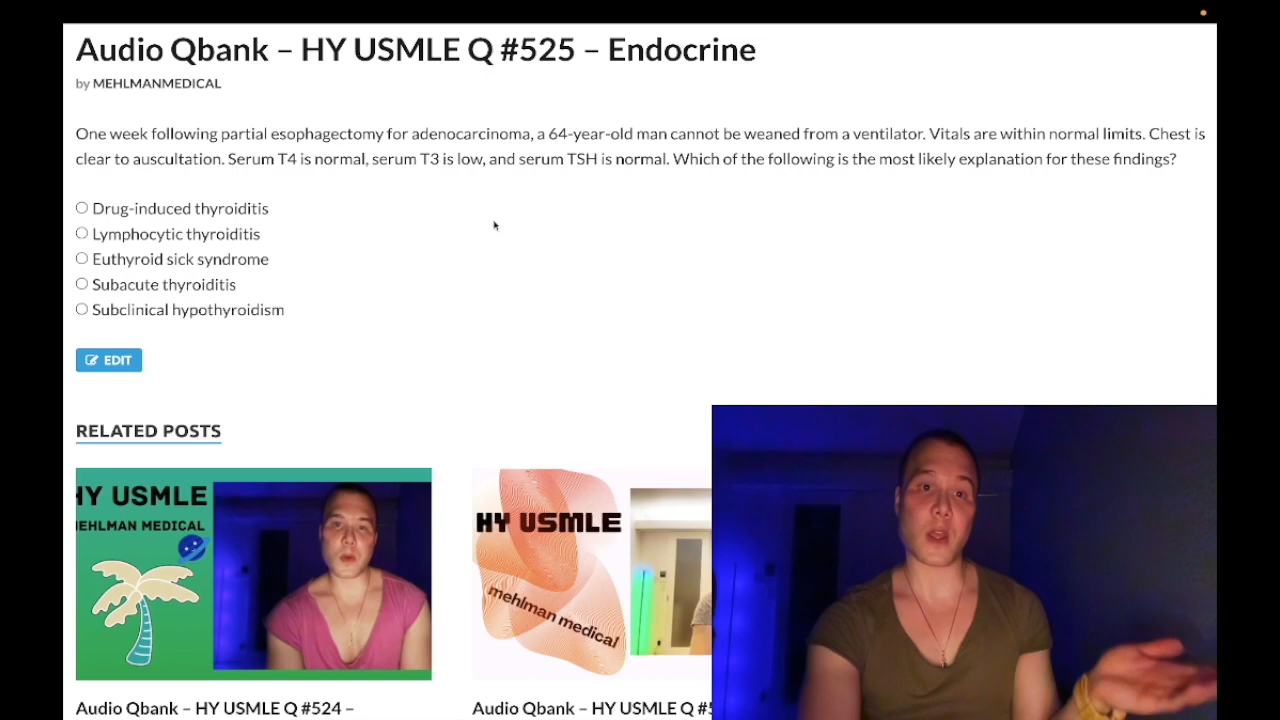 Audio Qbank – HY USMLE Q #525 – Endocrine
by MEHLMANMEDICAL
One week following partial esophagectomy for adenocarcinoma, a 64-year-old man cannot be weaned from a ventilator. Vitals are within normal limits. Chest is
clear to auscultation. Serum T4 is normal, serum T3 is low, and serum TSH is normal. Which of the following is the most likely explanation for these findings?
Drug-induced thyroiditis
Lymphocytic thyroiditis
Euthyroid sick syndrome
Subacute thyroiditis
Subclinical hypothyroidism
EDIT
RELATED POSTS
HY USMLE
MEHLMAN MEDICAL
HY USMLE
mehlman medical
Audio Qbank – HY USMLE Q #524 –
Audio Qbank – HY USMLE Q